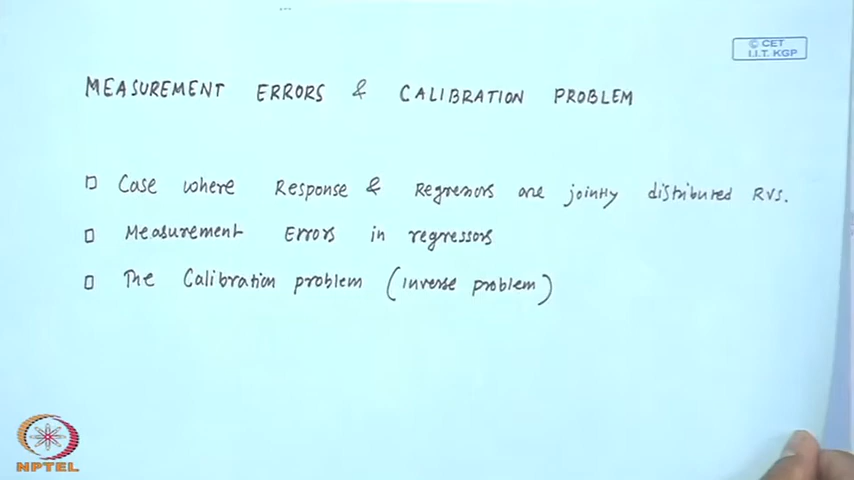 © CET
I.I.T. KGP
MEASUREMENT ERRORS & CALIBRATION PROBLEM
□ Case where Response & Regressors are jointly distributed RVs.
□ Measurement Errors in regressors
□ The Calibration problem (inverse problem)
NPTEL